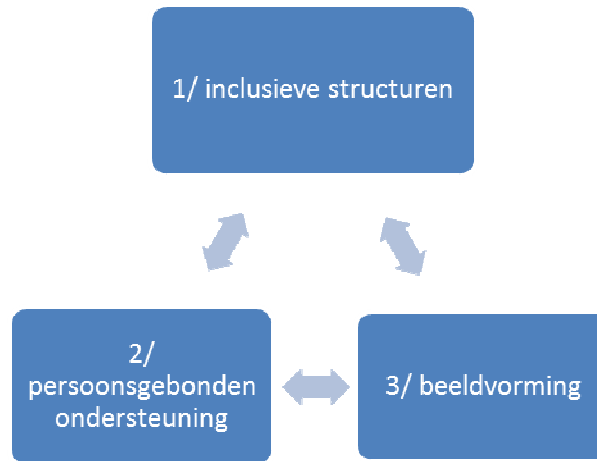 1/ inclusieve structuren
2/
persoonsgebonden
ondersteuning
3/ beeldvorming